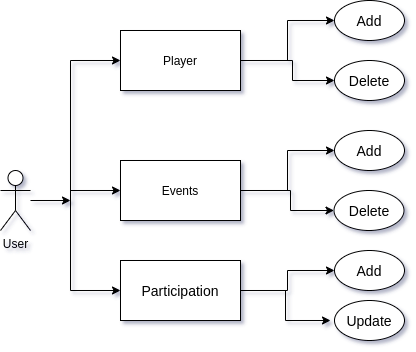 Add
Player
Delete
Add
Events
Delete
User
Add
Participation
Update